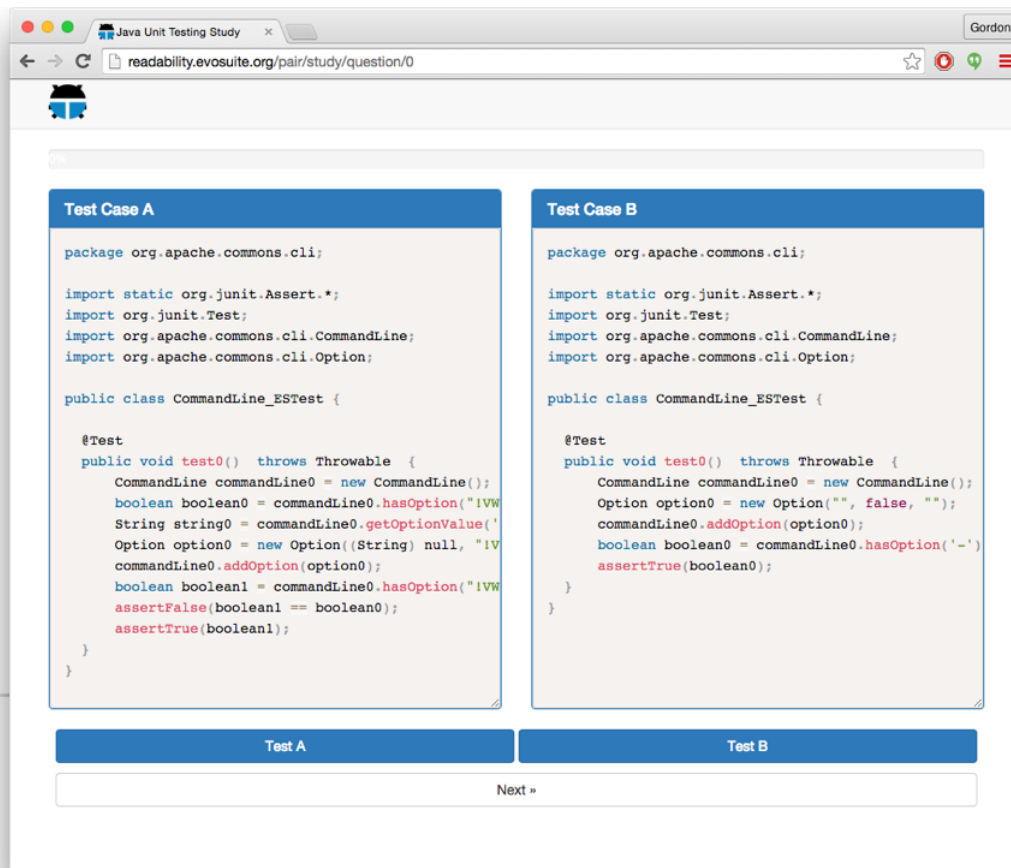 Java Unit Testing Study
Gordon
readability.evosuite.org/pair/study/question/0
0%
Test Case A
package org.apache.commons.cli;
import static org.junit.Assert.*;
import org.junit.Test;
import org.apache.commons.cli.CommandLine;
import org.apache.commons.cli.Option;
public class CommandLine_ESTest {
@Test
public void test0()  throws Throwable  {
CommandLine commandLine0 = new CommandLine();
boolean boolean0 = commandLine0.hasOption("!VW
String string0 = commandLine0.getOptionValue('
Option option0 = new Option((String) null, "!V
commandLine0.addOption(option0);
boolean boolean1 = commandLine0.hasOption("!VW
assertFalse(boolean1 == boolean0);
assertTrue(boolean1);
}
}
Test Case B
package org.apache.commons.cli;
import static org.junit.Assert.*;
import org.junit.Test;
import org.apache.commons.cli.CommandLine;
import org.apache.commons.cli.Option;
public class CommandLine_ESTest {
@Test
public void test0()  throws Throwable  {
CommandLine commandLine0 = new CommandLine();
Option option0 = new Option("", false, "");
commandLine0.addOption(option0);
boolean boolean0 = commandLine0.hasOption('-')
assertTrue(boolean0);
}
}
Test A
Test B
Next »